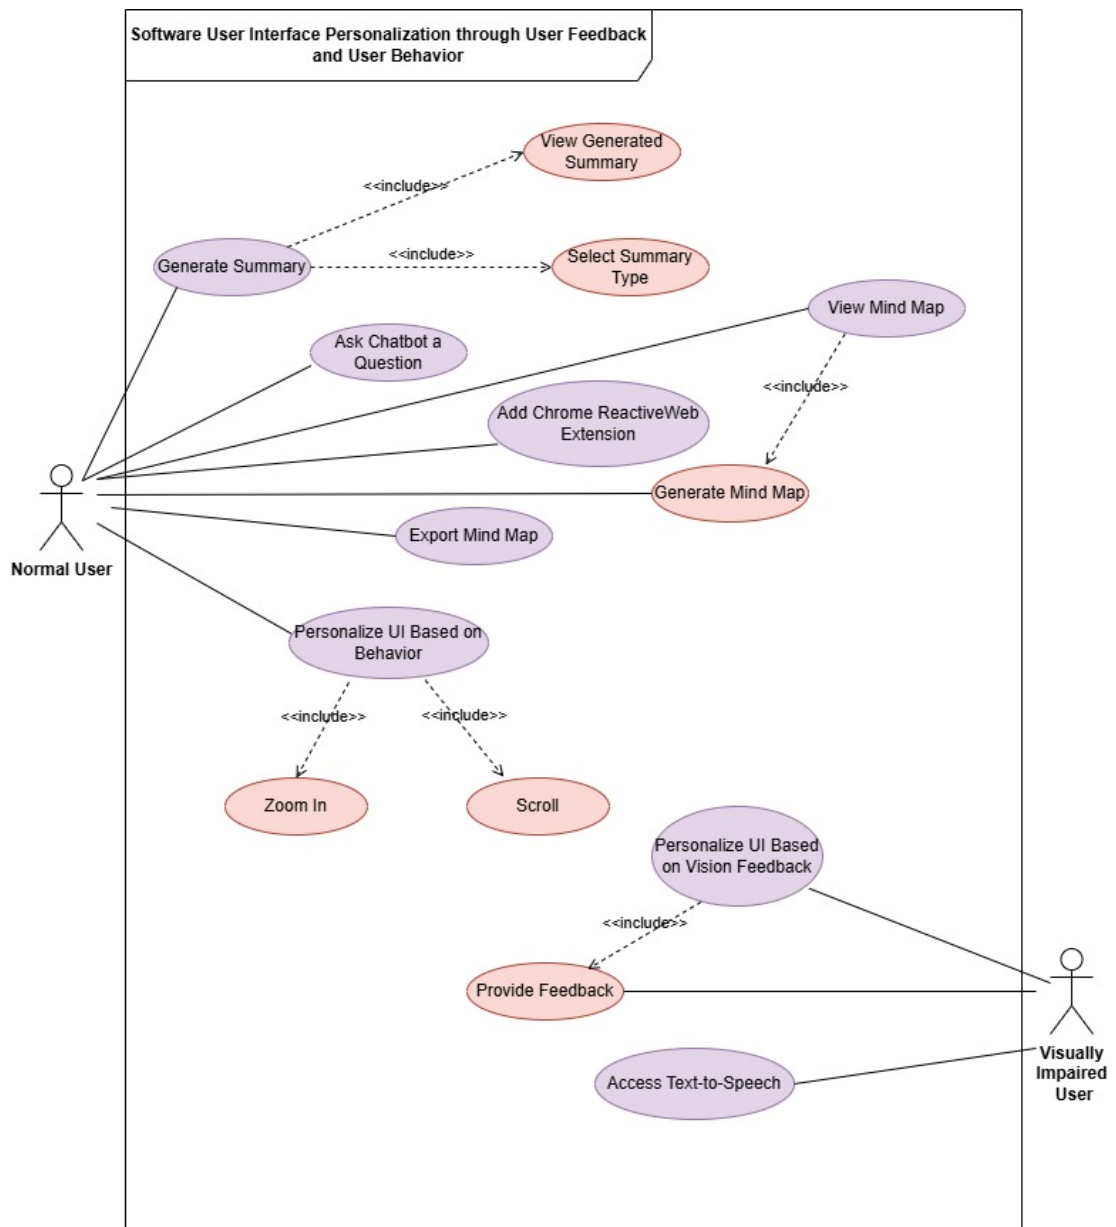 Software User Interface Personalization through User Feedback
and User Behavior
View Generated
Summary
<<include>>
Generate Summary
<<include>>
Select Summary
Type
View Mind Map
Ask Chatbot a
Question
<<include>>
Add Chrome ReactiveWeb
Extension
Generate Mind Map
Export Mind Map
Normal User
Personalize UI Based on
Behavior
<<include>>
<<include>>
Zoom In
Scroll
Personalize UI Based
on Vision Feedback
<<include>>
Provide Feedback
Visually
Impaired
User
Access Text-to-Speech